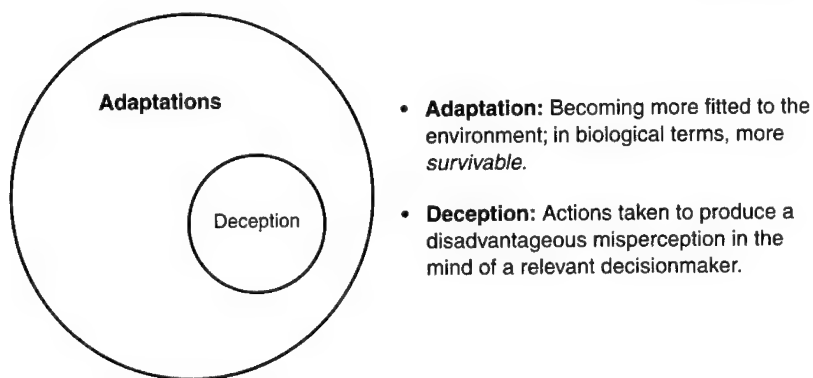 Adaptations
Deception
• Adaptation: Becoming more fitted to the
environment; in biological terms, more
survivable.
• Deception: Actions taken to produce a
disadvantageous misperception in the
mind of a relevant decisionmaker.